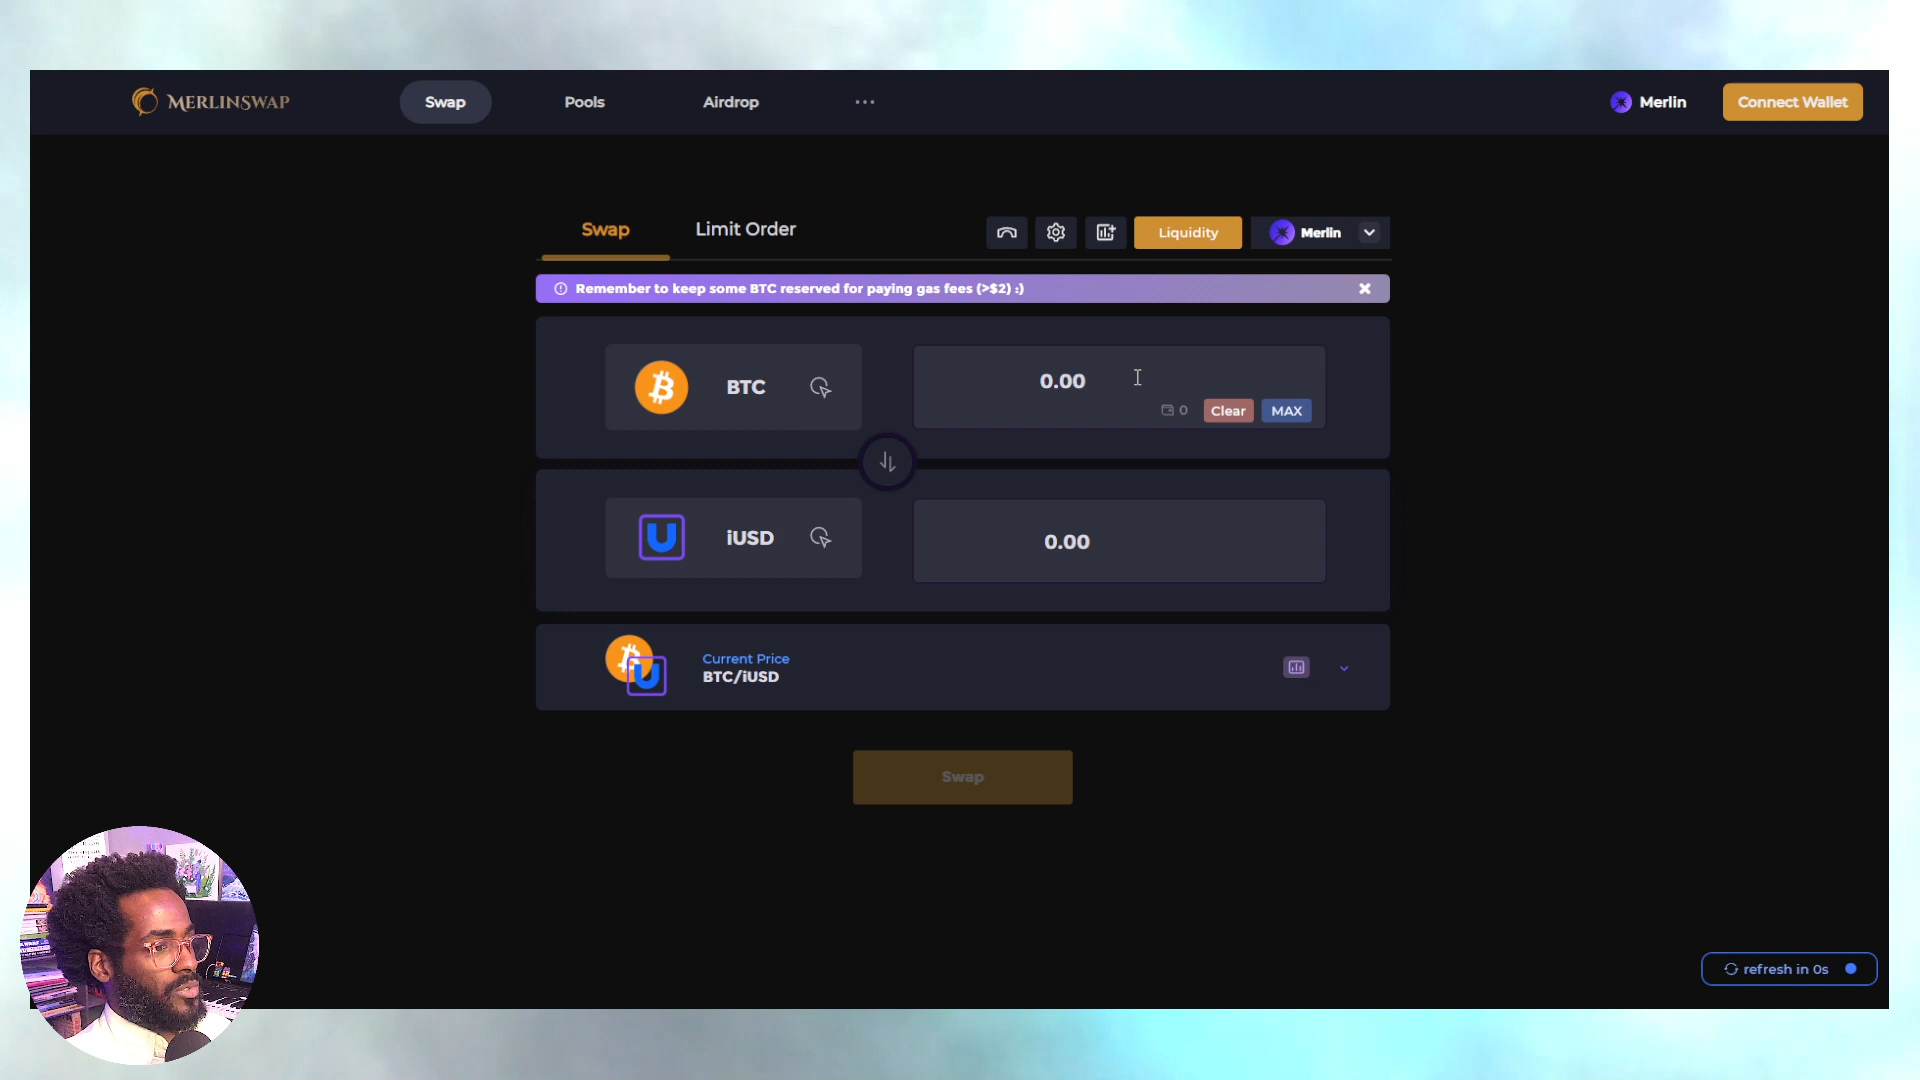 MERLINSWAP
Swap
Pools
Airdrop
Merlin
Connect Wallet
Swap
Limit Order
Liquidity
Merlin
Remember to keep some BTC reserved for paying gas fees (>$2) :)
BTC
0.00
0
Clear
MAX
iUSD
0.00
Current Price
BTC/iUSD
Swap
refresh in 0s